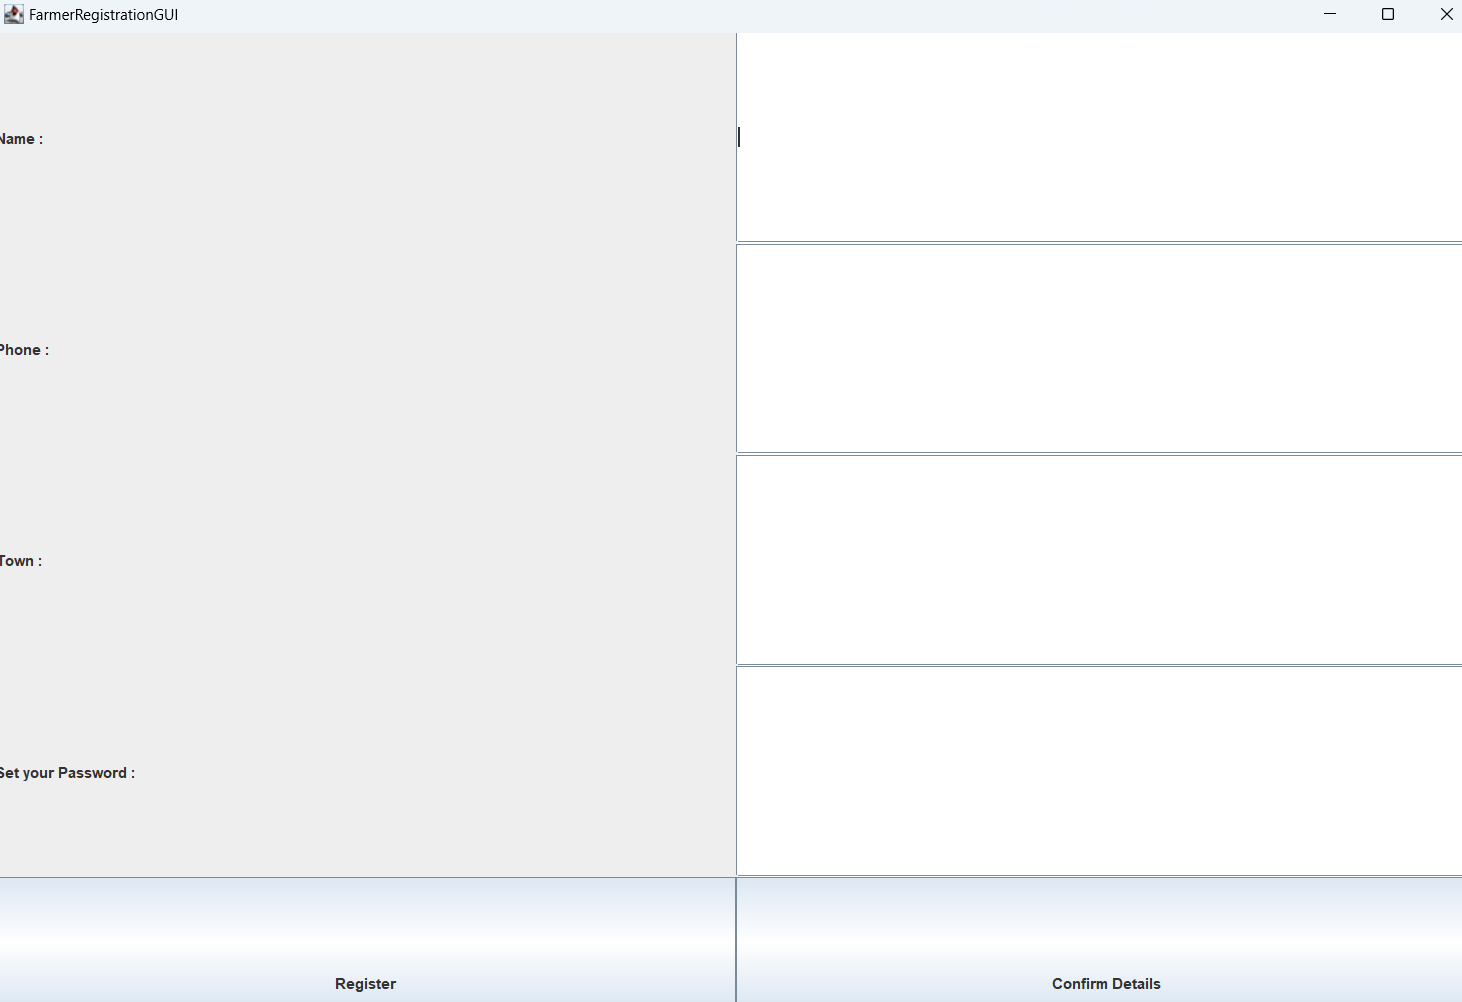 FarmerRegistrationGUI
Name :
Phone :
Town :
Set your Password :
Register
Confirm Details